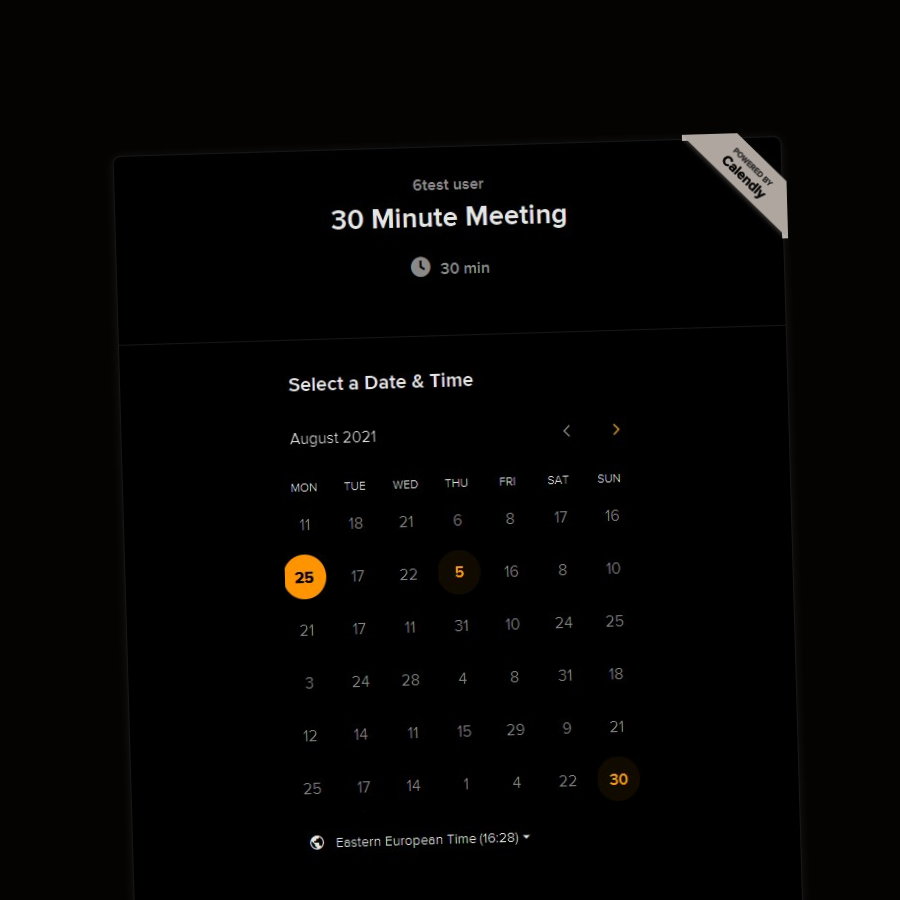 POWERED BY
Calendly
6test user
30 Minute Meeting
30 min
Select a Date & Time
August 2021
MON TUE WED THU FRI SAT SUN
11 18 21 6 8 17 16
25 17 22 5 16 8 10
21 17 11 31 10 24 25
3 24 28 4 8 31 18
12 14 11 15 29 9 21
25 17 14 1 4 22 30
Eastern European Time (16:28)